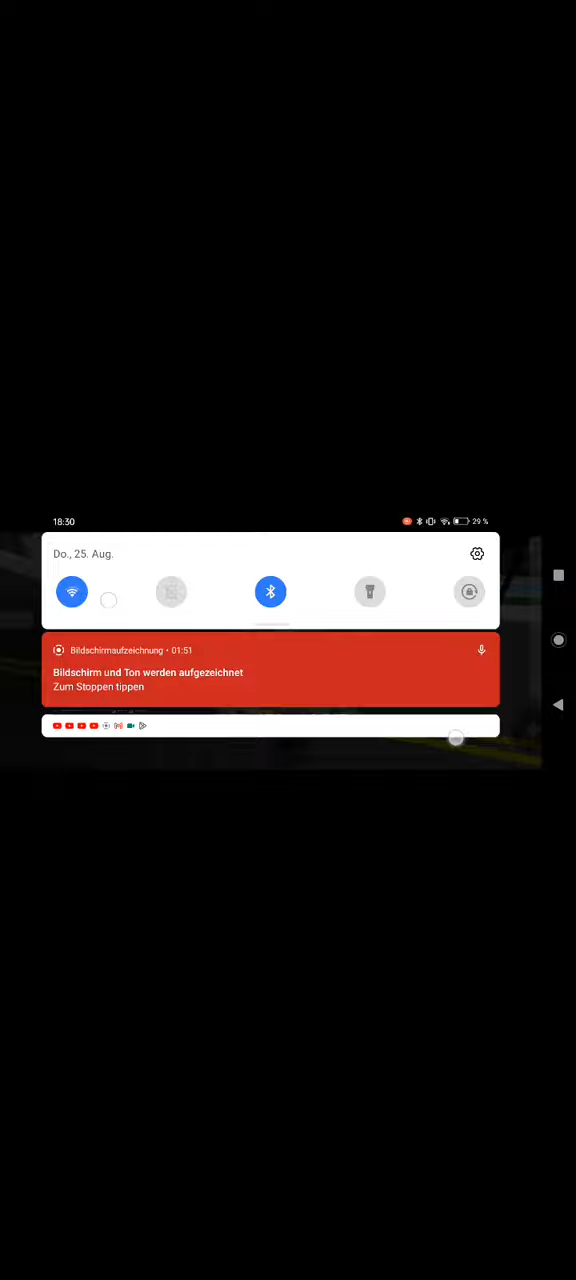 18:30
29 %
Do., 25. Aug.
Bildschirmaufzeichnung • 01:51
Bildschirm und Ton werden aufgezeichnet
Zum Stoppen tippen